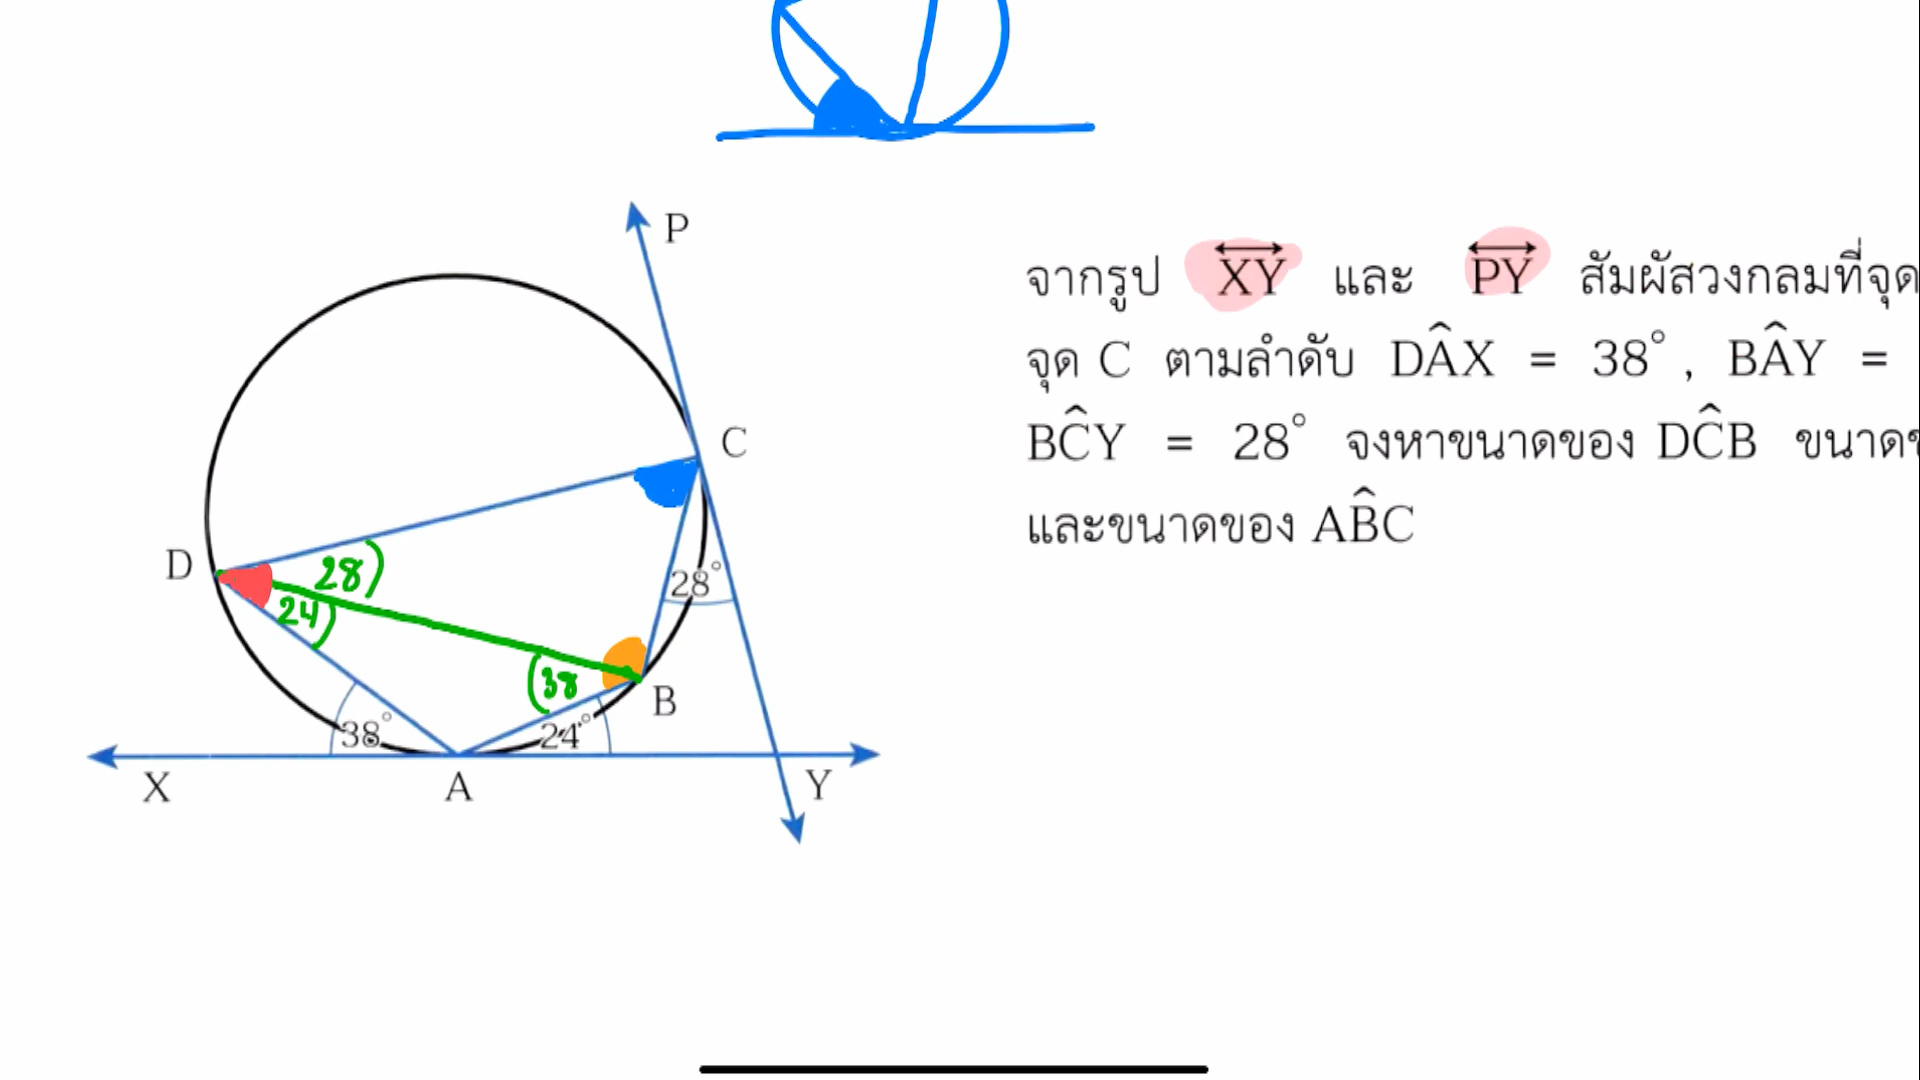 P
จากรูป XY และ PY สัมผัสวงกลมที่จุด
จุด C ตามลำดับ DÂX = 38°, BÂY =
C
BĈY = 28° จงหาขนาดของ DĈB
และขนาดของ AB̂C
D
28
28°
24
38
B
38°
24°
X
A
Y